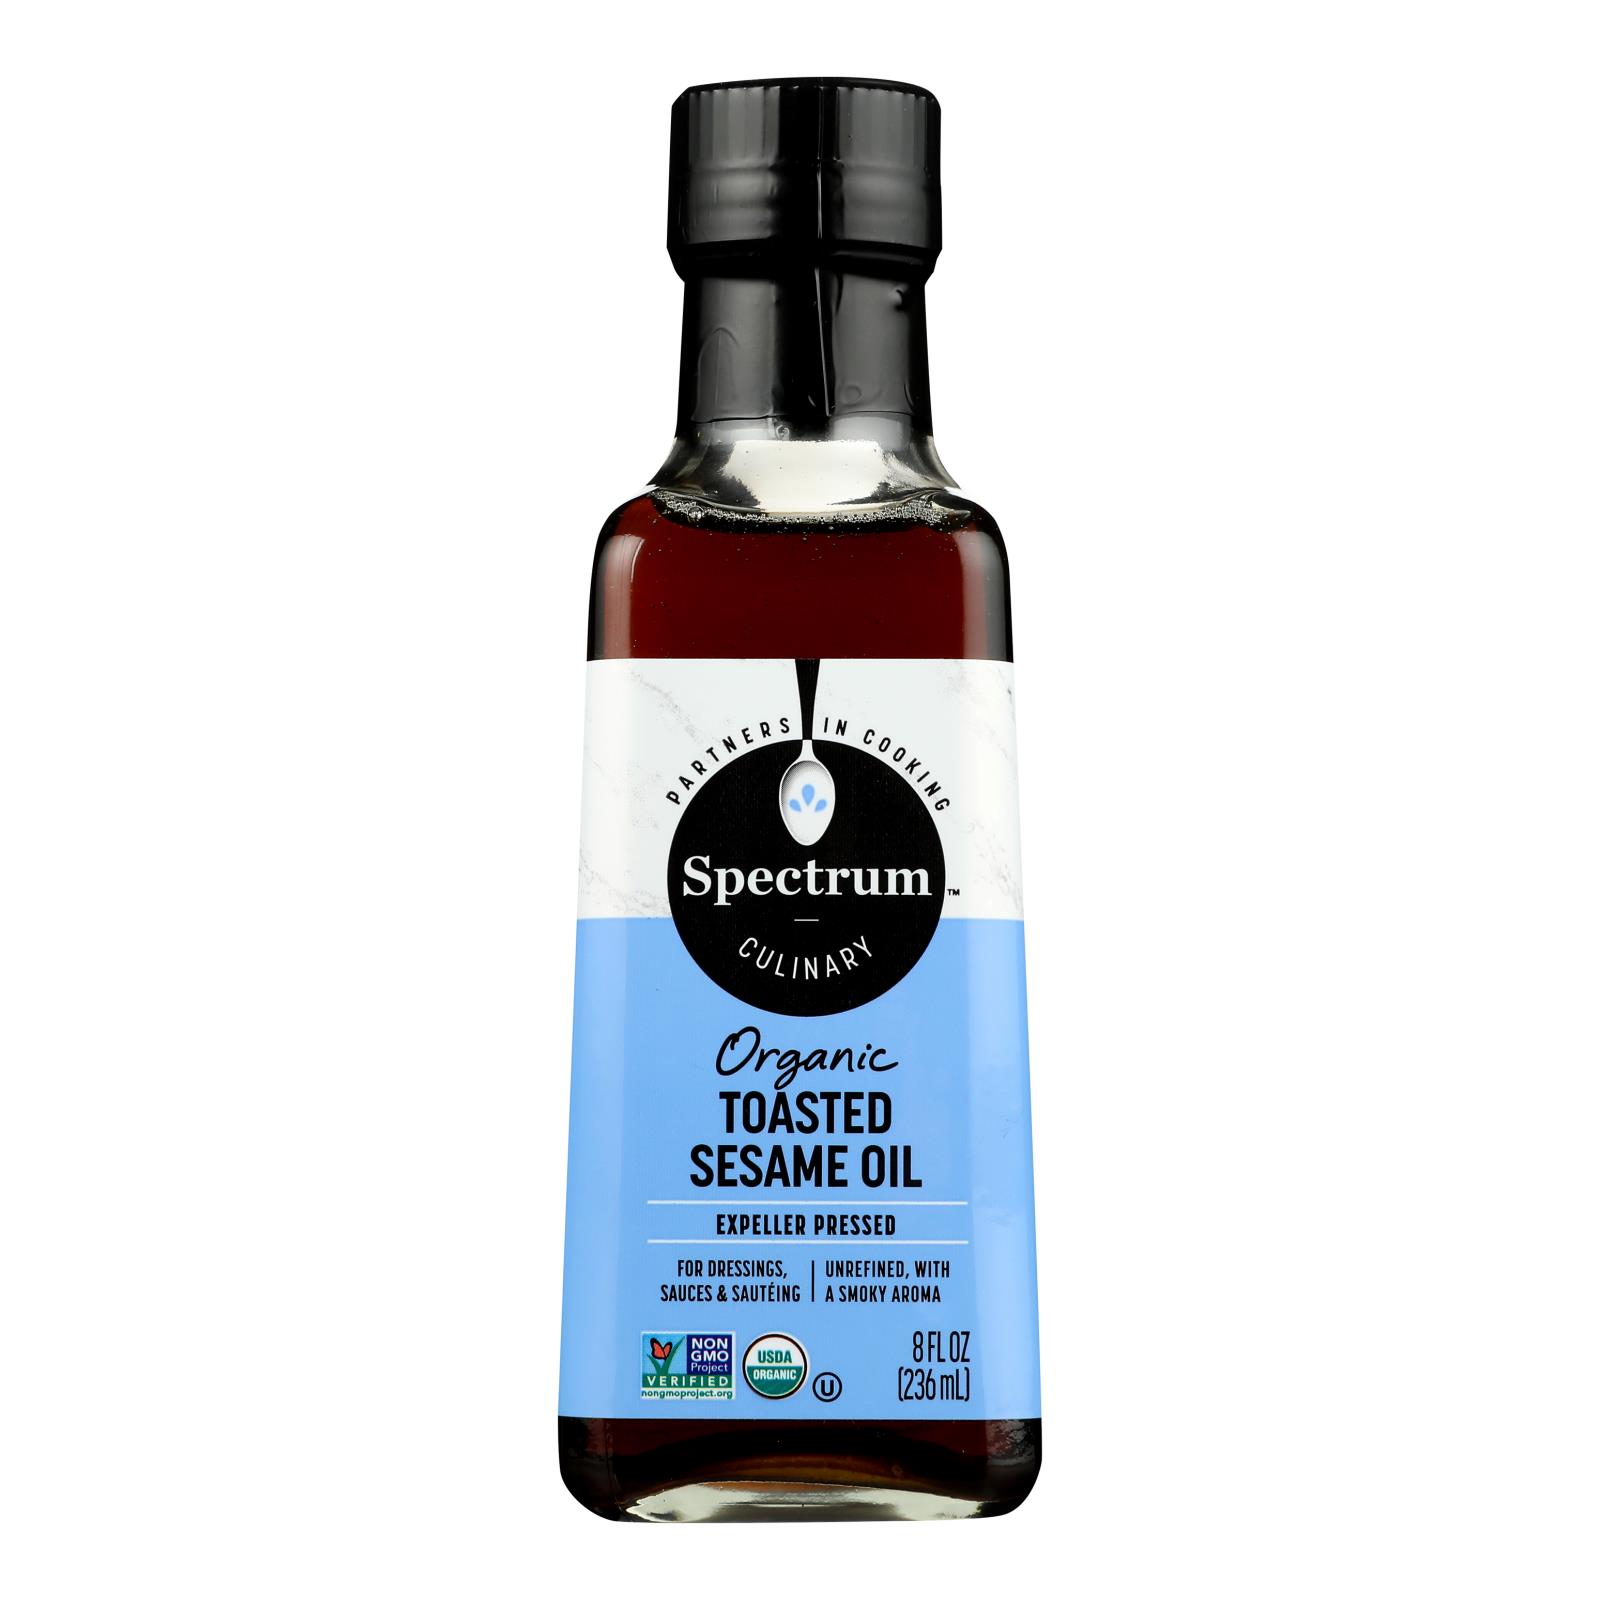 PARTNERS IN COOKING
Spectrum™
CULINARY
Organic
TOASTED
SESAME OIL
EXPELLER PRESSED
FOR DRESSINGS,
SAUCES & SAUTÉING
UNREFINED, WITH
A SMOKY AROMA
NON
GMO
Project
VERIFIED
nongmoproject.org
USDA
ORGANIC
U
8 FL OZ
(236 mL)